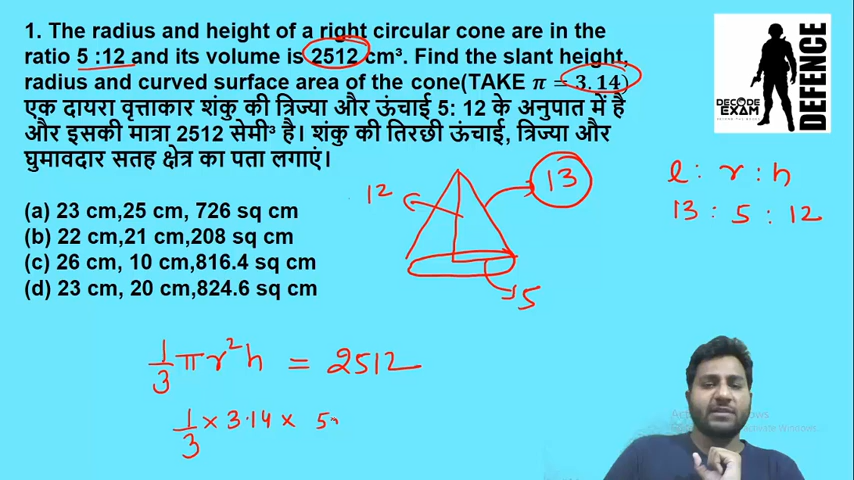 1. The radius and height of a right circular cone are in the
ratio 5 :12 and its volume is 2512 cm³. Find the slant height,
radius and curved surface area of the cone(TAKE π = 3.14)
एक दायरा वृत्ताकार शंकु की त्रिज्या और ऊंचाई 5: 12 के अनुपात में है
और इसकी मात्रा 2512 सेमी³ है। शंकु की तिरछी ऊंचाई, त्रिज्या और
घुमावदार सतह क्षेत्र का पता लगाएं।
DECODE
EXAM
DEFENCE
l : r : h
13 : 5 : 12
12
13
5
(a) 23 cm,25 cm, 726 sq cm
(b) 22 cm,21 cm,208 sq cm
(c) 26 cm, 10 cm,816.4 sq cm
(d) 23 cm, 20 cm,824.6 sq cm
1/3 πr²h = 2512
1/3 × 3.14 × 5